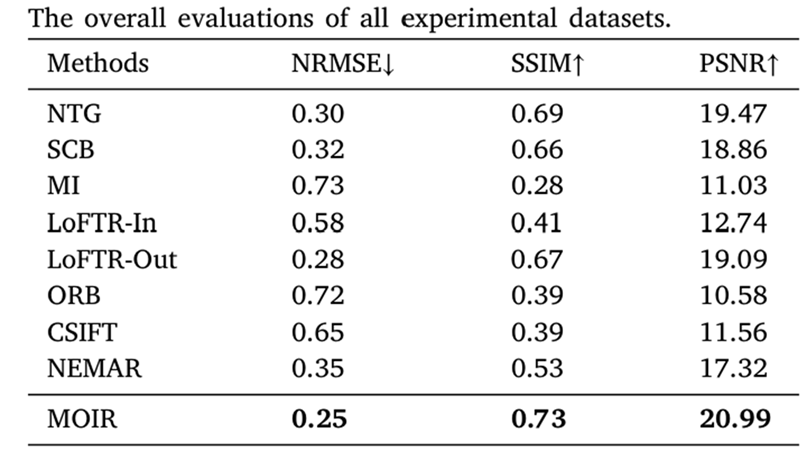 The overall evaluations of all experimental datasets.
Methods NRMSE↓ SSIM↑ PSNR↑
NTG 0.30 0.69 19.47
SCB 0.32 0.66 18.86
MI 0.73 0.28 11.03
LoFTR-In 0.58 0.41 12.74
LoFTR-Out 0.28 0.67 19.09
ORB 0.72 0.39 10.58
CSIFT 0.65 0.39 11.56
NEMAR 0.35 0.53 17.32
MOIR 0.25 0.73 20.99